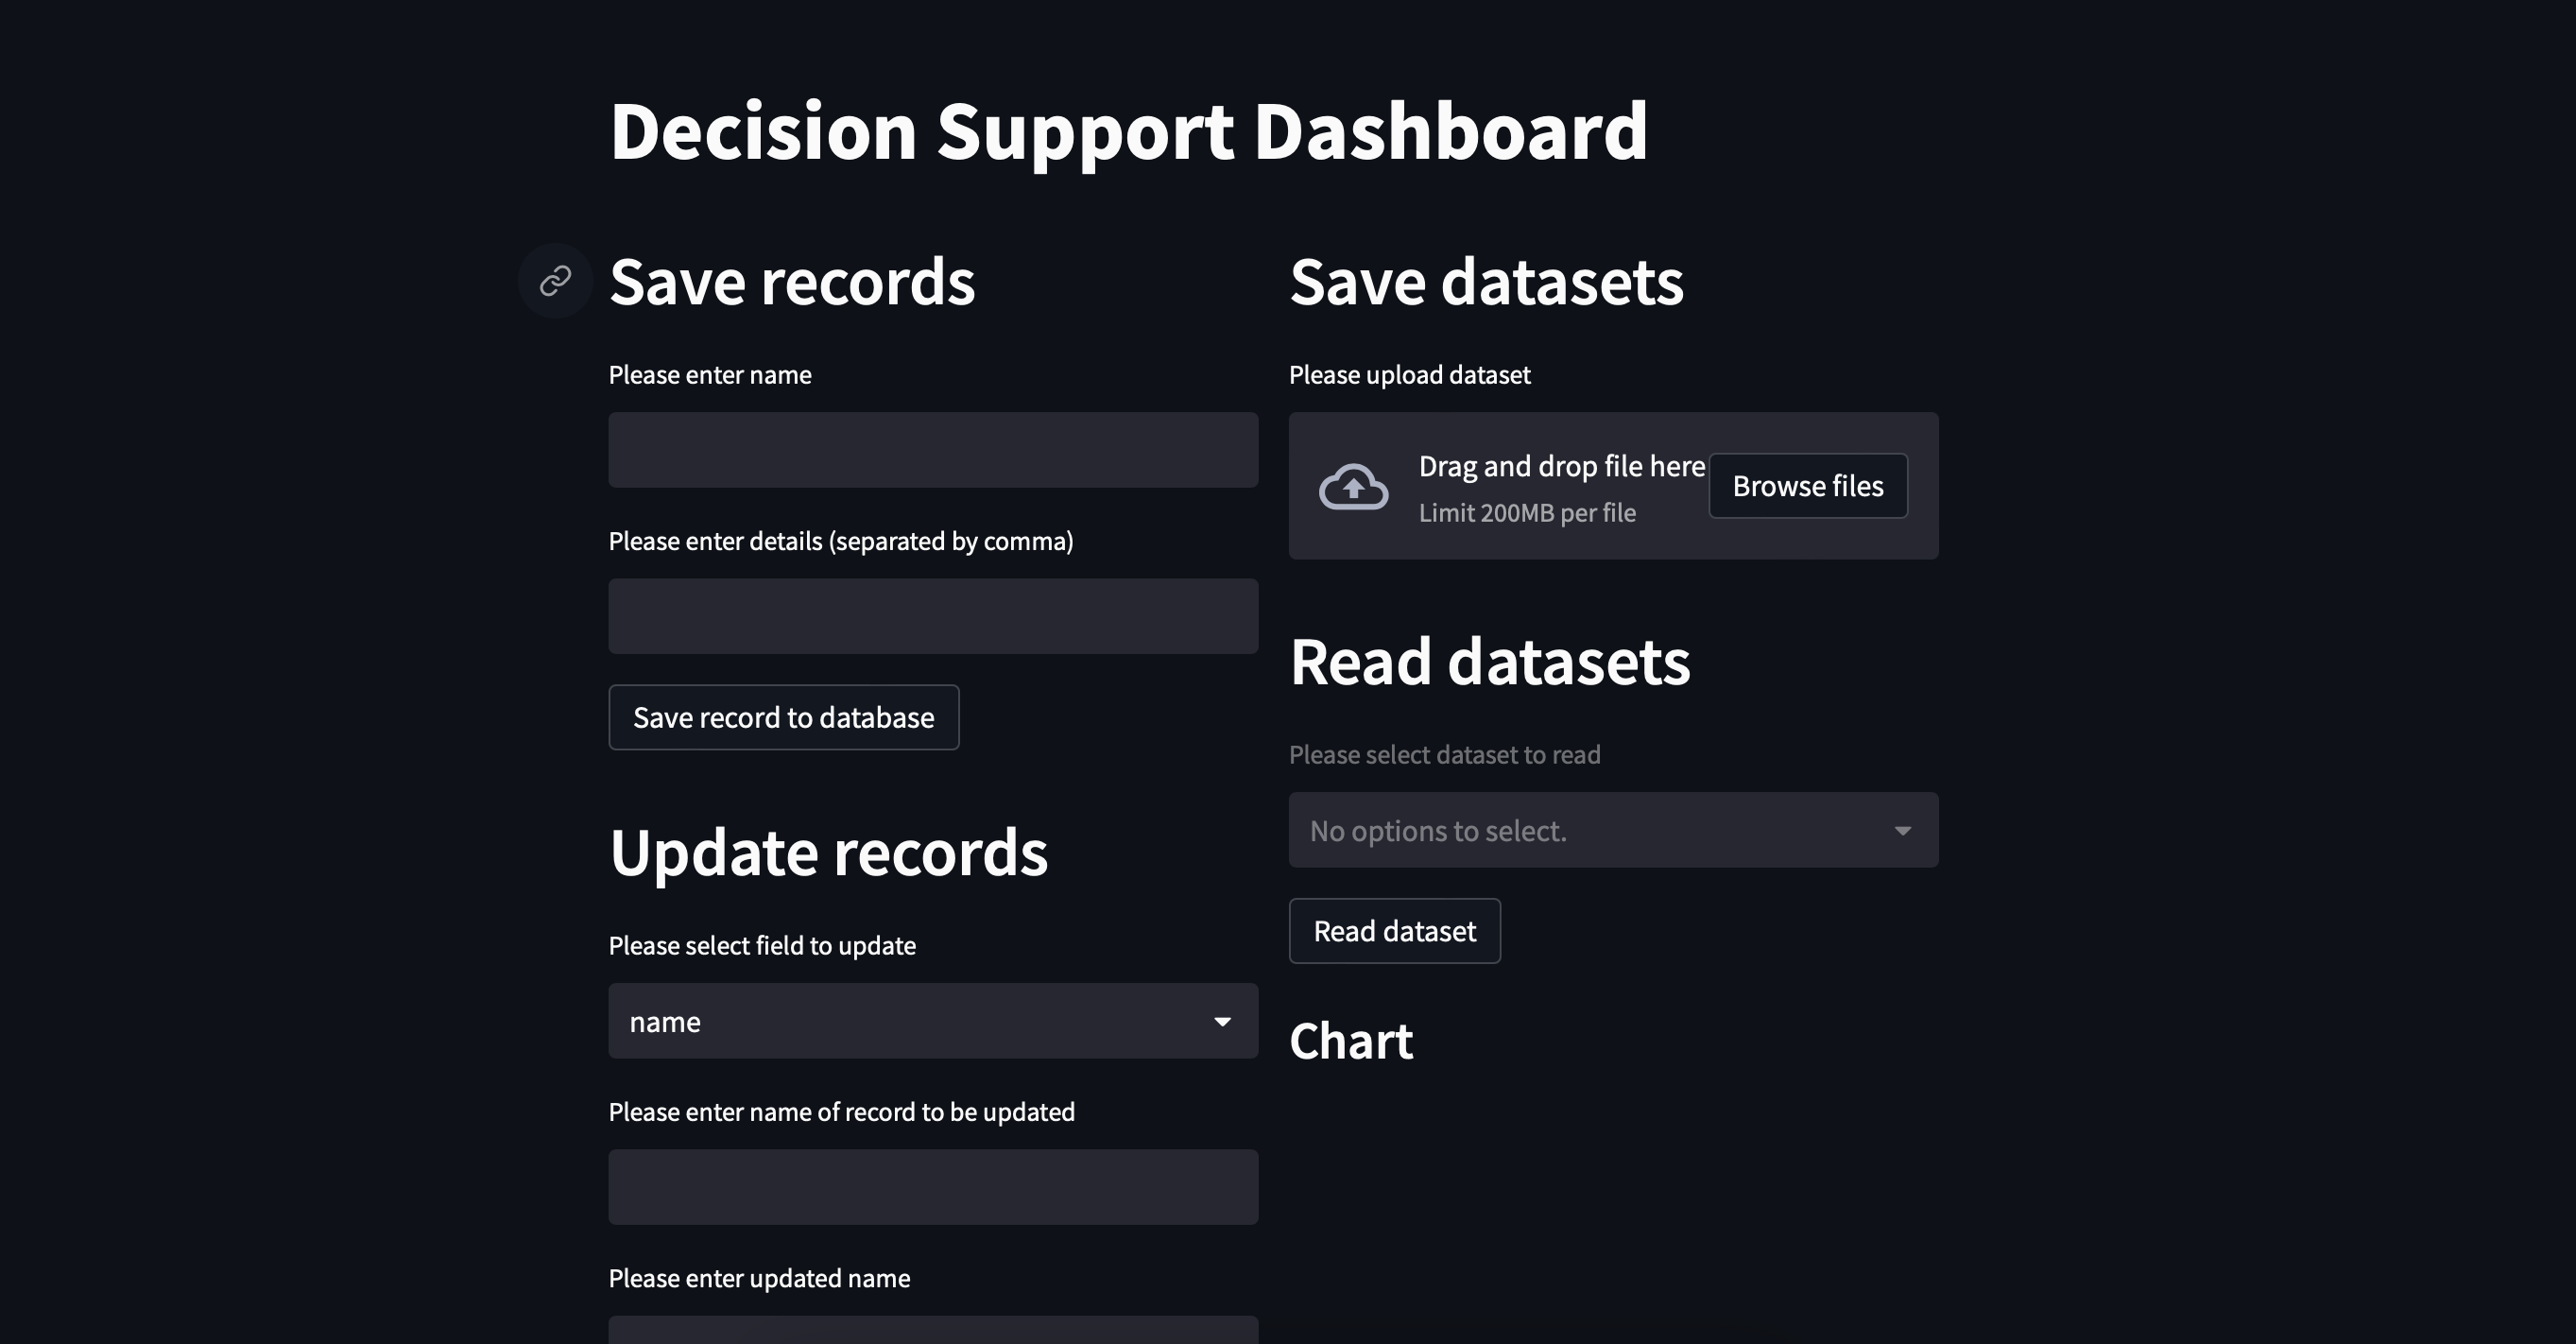 Decision Support Dashboard
Save records
Please enter name
Please enter details (separated by comma)
Save record to database
Update records
Please select field to update
name
Please enter name of record to be updated
Please enter updated name
Save datasets
Please upload dataset
Drag and drop file here
Limit 200MB per file
Browse files
Read datasets
Please select dataset to read
No options to select.
Read dataset
Chart